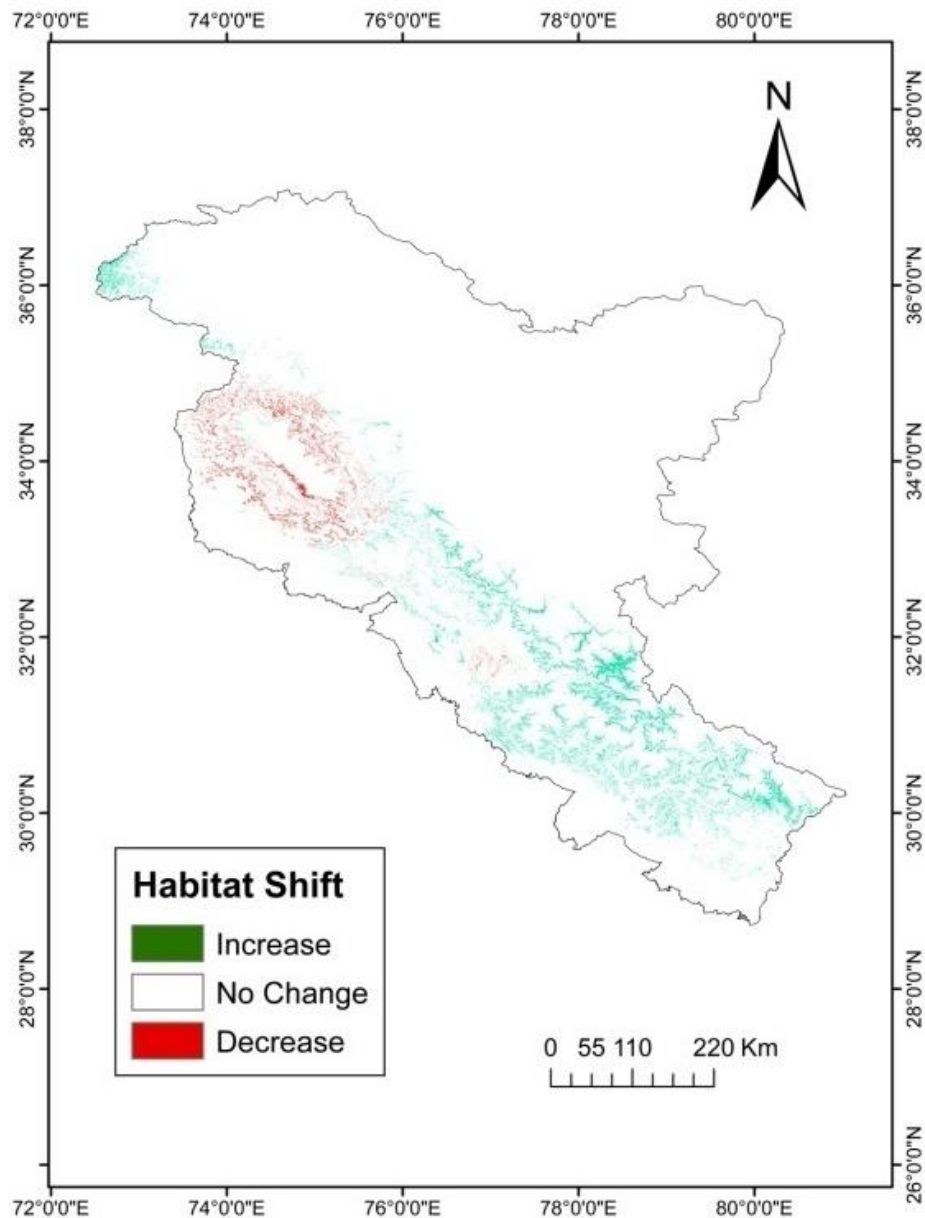 72°0'0"E 74°0'0"E 76°0'0"E 78°0'0"E 80°0'0"E
38°0'0"N 38°0'0"N
N
36°0'0"N 36°0'0"N
34°0'0"N 34°0'0"N
32°0'0"N 32°0'0"N
30°0'0"N 30°0'0"N
Habitat Shift
Increase
No Change
Decrease
28°0'0"N 28°0'0"N
0 55 110 220 Km
26°0'0"N 26°0'0"N
72°0'0"E 74°0'0"E 76°0'0"E 78°0'0"E 80°0'0"E